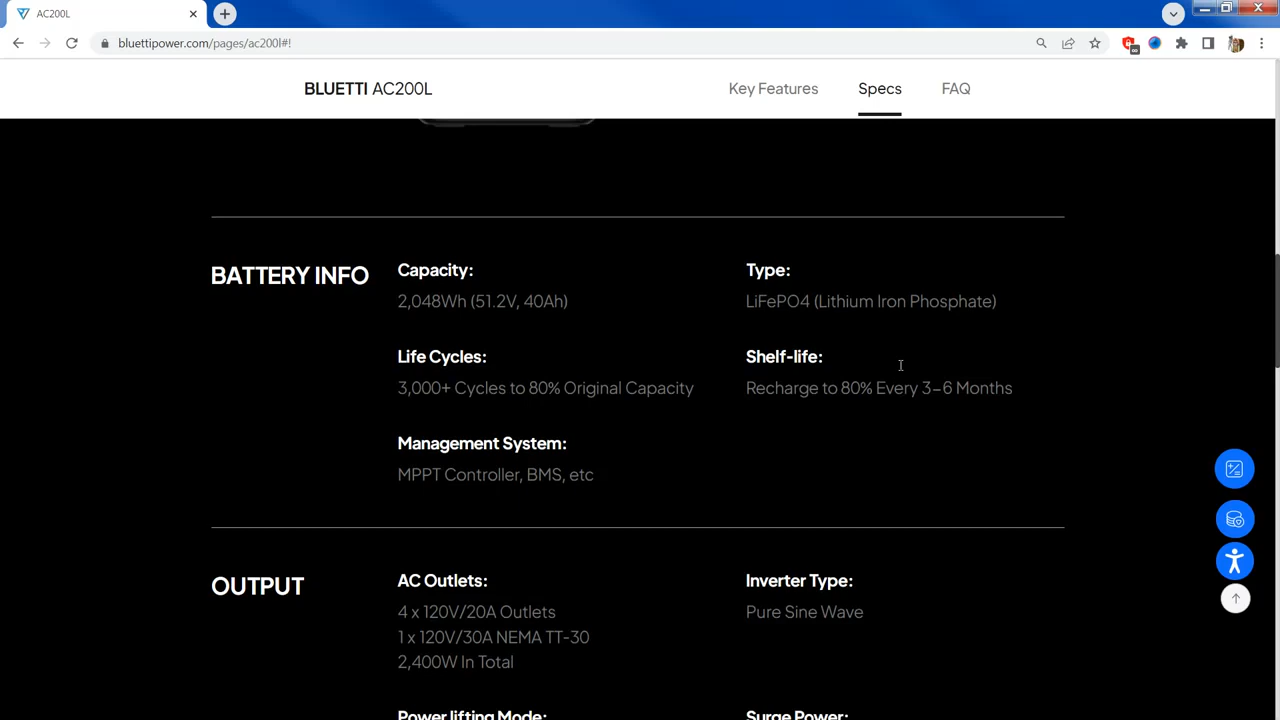 AC200L
bluettipower.com/pages/ac200l#!
BLUETTI AC200L
Key Features
Specs
FAQ
BATTERY INFO
Capacity:
2,048Wh (51.2V, 40Ah)
Type:
LiFePO4 (Lithium Iron Phosphate)
Life Cycles:
3,000+ Cycles to 80% Original Capacity
Shelf-life:
Recharge to 80% Every 3–6 Months
Management System:
MPPT Controller, BMS, etc
OUTPUT
AC Outlets:
4 x 120V/20A Outlets
1 x 120V/30A NEMA TT-30
2,400W In Total
Inverter Type:
Pure Sine Wave
Power lifting Mode:
Surge Power: